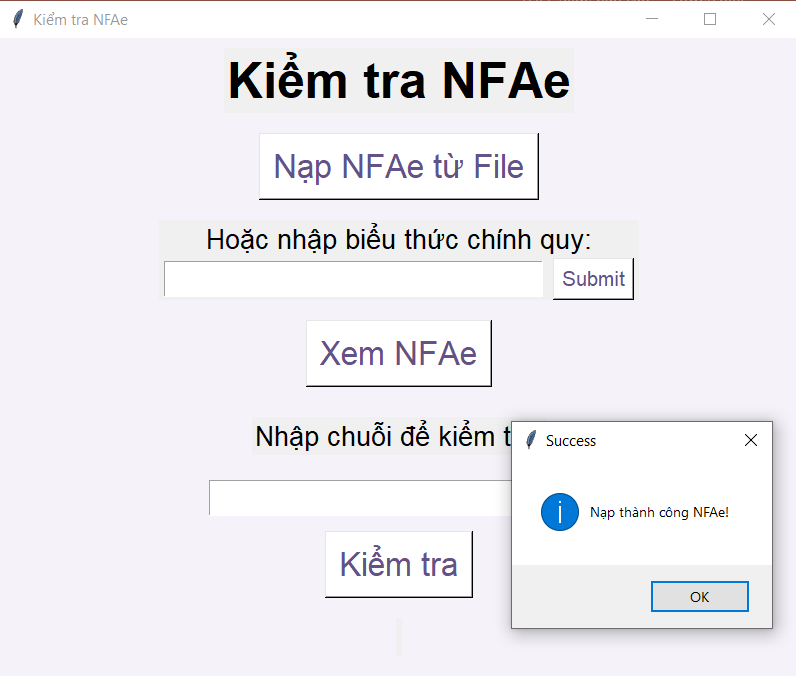 Kiểm tra NFAe
Kiểm tra NFAe
Nạp NFAe từ File
Hoặc nhập biểu thức chính quy:
Submit
Xem NFAe
Nhập chuỗi để kiểm t
Success
Nạp thành công NFAe!
OK
Kiểm tra